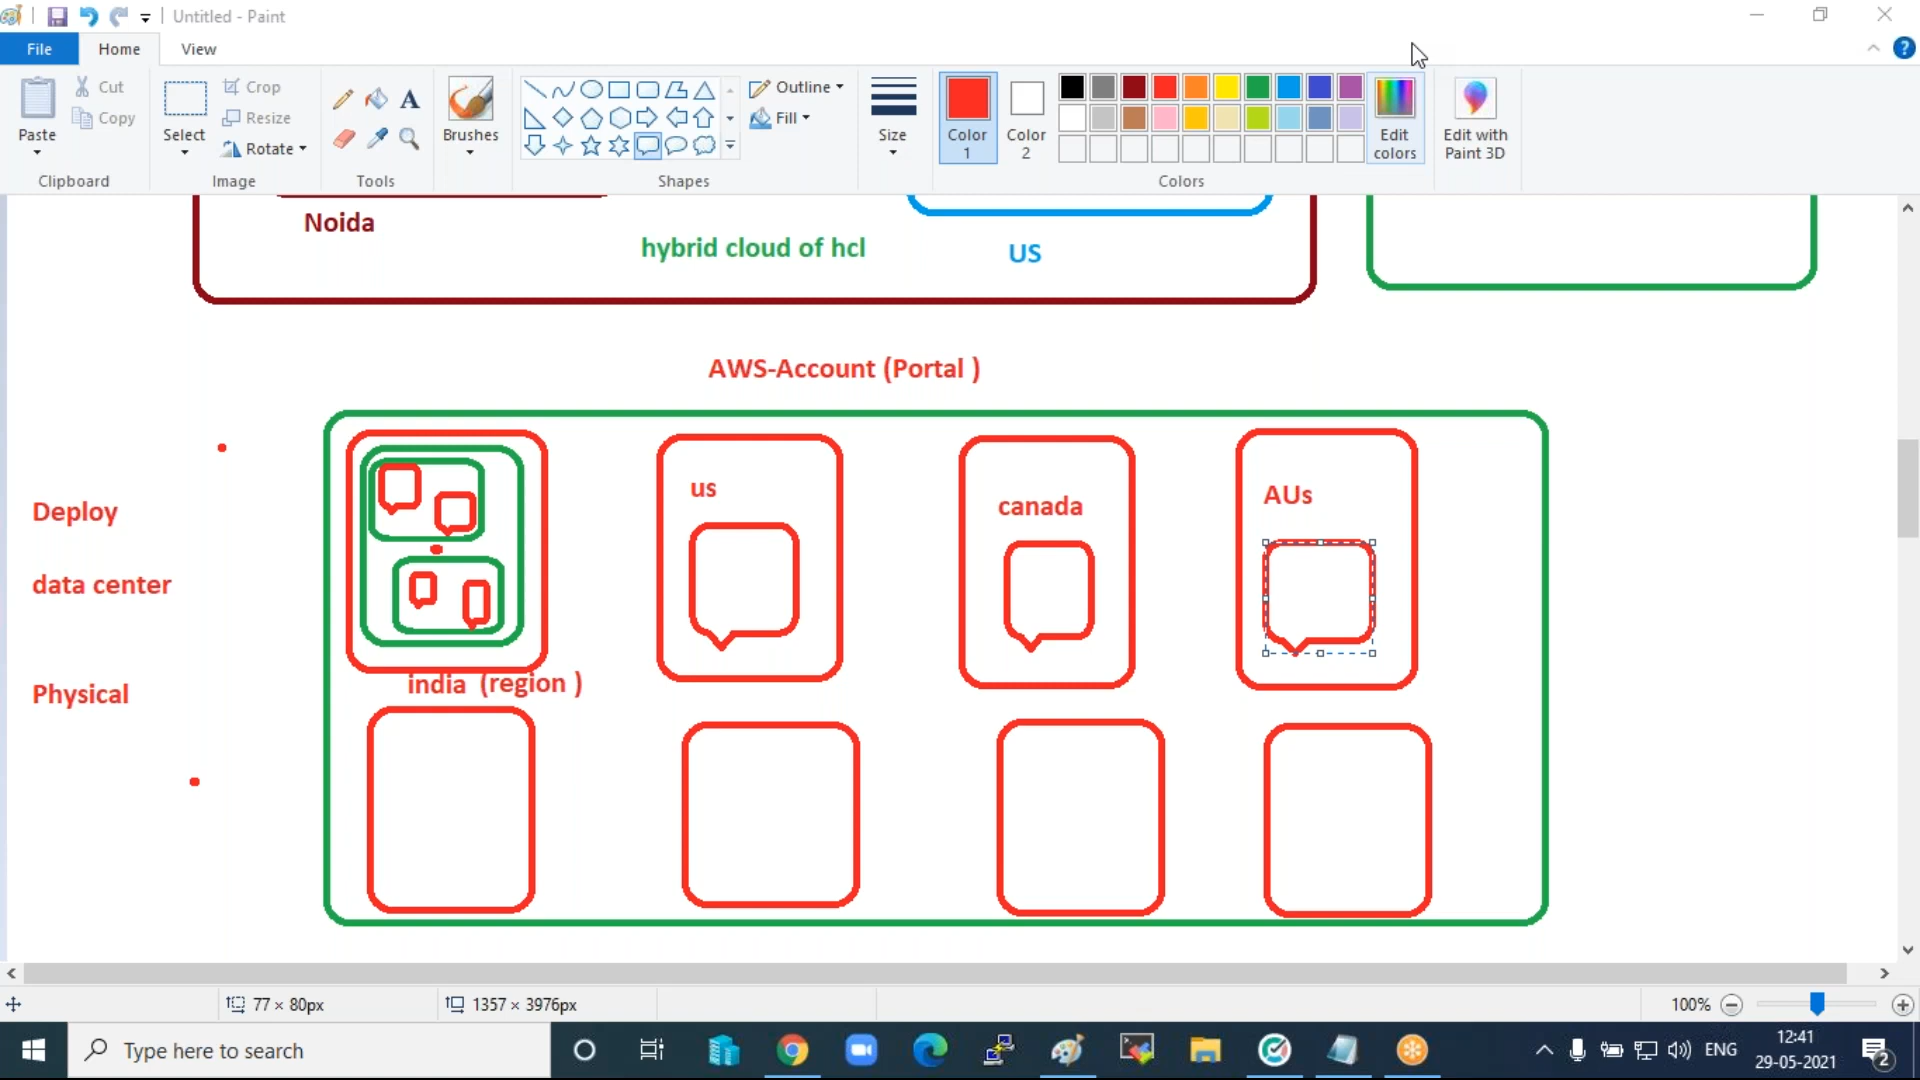 Untitled - Paint
File Home View
Paste
Cut
Copy
Clipboard
Select
Crop
Resize
Rotate
Image
Tools
Brushes
Shapes
Outline
Fill
Size
Color 1
Color 2
Colors
Edit colors
Edit with Paint 3D
Noida
hybrid cloud of hcl
US
AWS-Account (Portal )
Deploy
data center
Physical
us
canada
AUs
india (region )
77 × 80px
1357 × 3976px
100%
Type here to search
ENG
12:41
29-05-2021
2